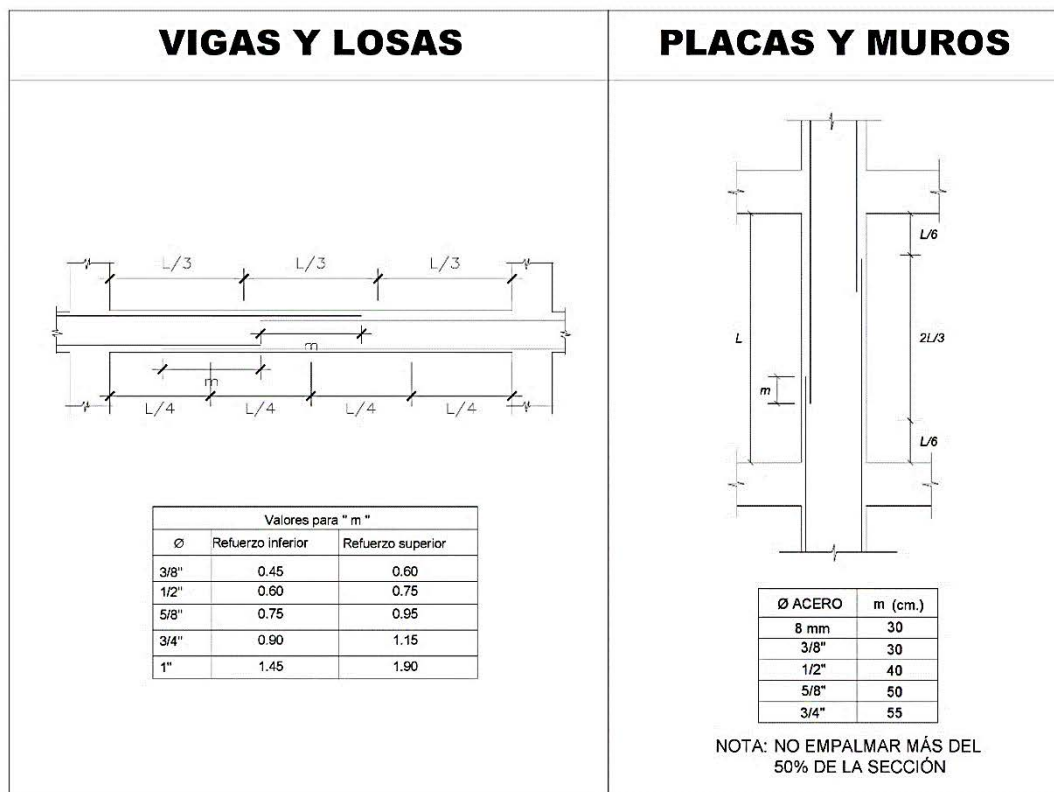 VIGAS Y LOSAS
L/3 L/3 L/3
m
m
L/4 L/4 L/4 L/4
Valores para " m "
Ø Refuerzo inferior Refuerzo superior
3/8" 0.45 0.60
1/2" 0.60 0.75
5/8" 0.75 0.95
3/4" 0.90 1.15
1" 1.45 1.90
PLACAS Y MUROS
L/6
L
2L/3
m
L/6
Ø ACERO m (cm.)
8 mm 30
3/8" 30
1/2" 40
5/8" 50
3/4" 55
NOTA: NO EMPALMAR MÁS DEL
50% DE LA SECCIÓN